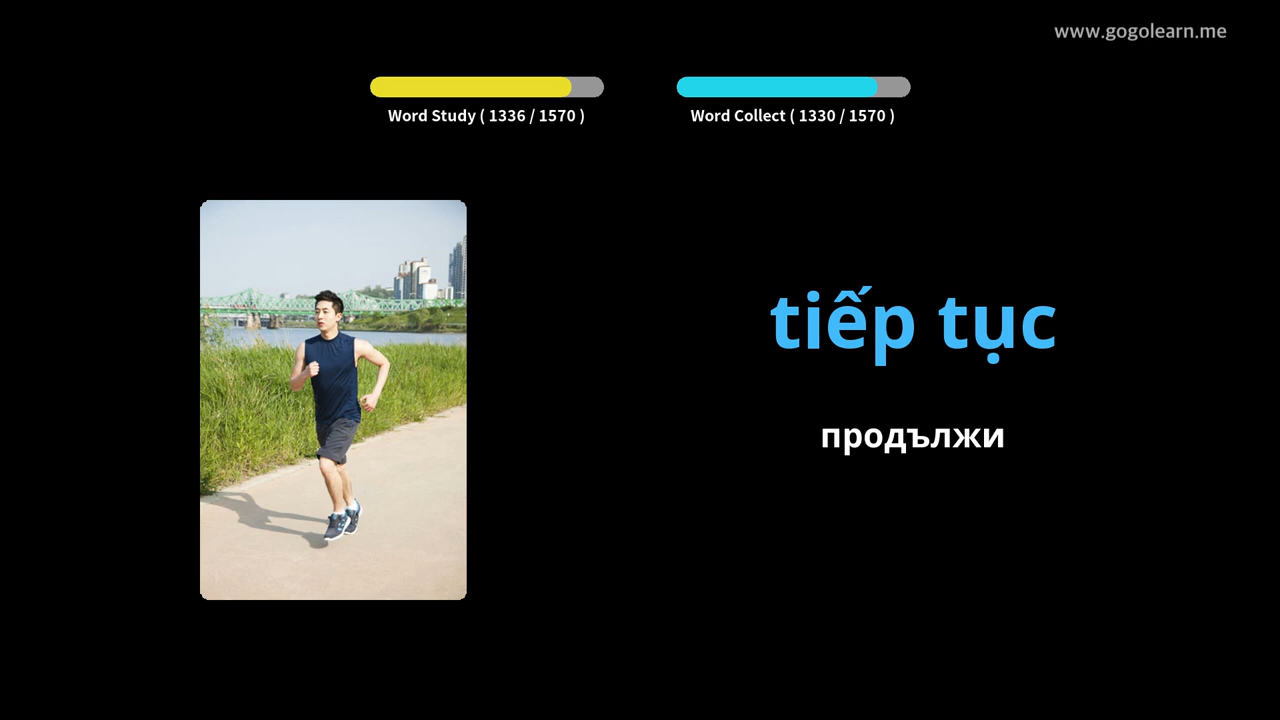 www.gogolearn.me
Word Study ( 1336 / 1570 )
Word Collect ( 1330 / 1570 )
tiếp tục
продължи